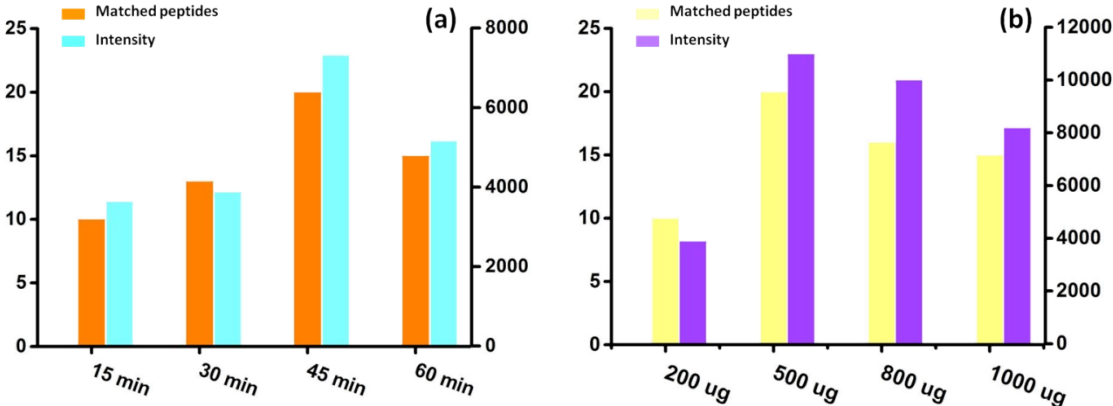 Matched peptides
Intensity
(a)
25
20
15
10
5
0
8000
6000
4000
2000
0
15 min
30 min
45 min
60 min
Matched peptides
Intensity
(b)
25
20
15
10
5
0
12000
10000
8000
6000
4000
2000
0
200 ug
500 ug
800 ug
1000 ug